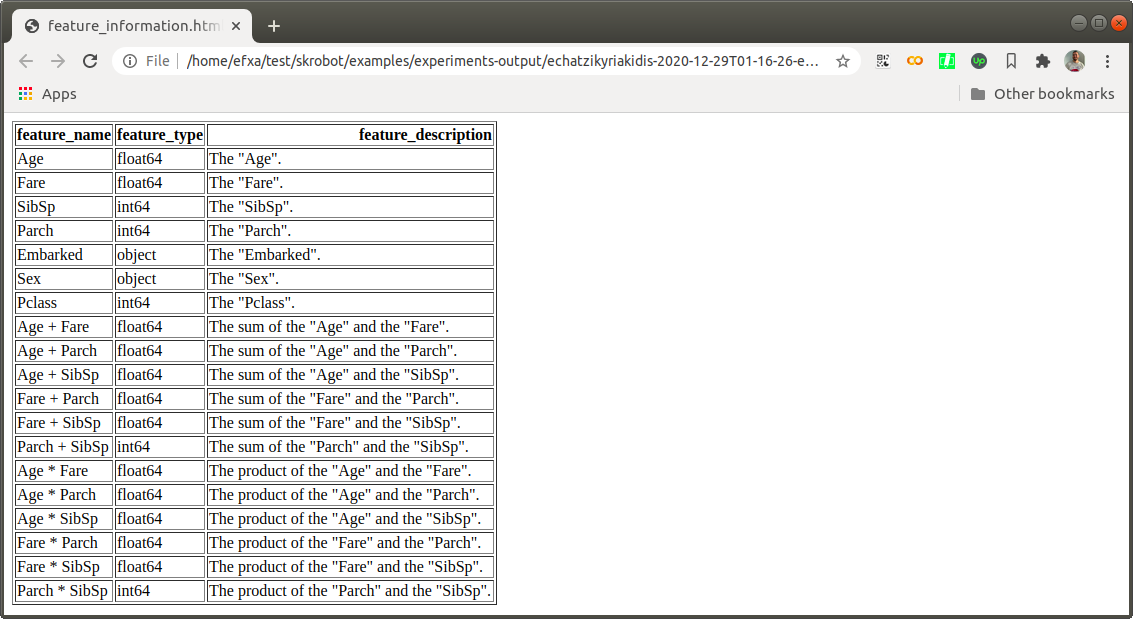 feature_information.htm
File /home/efxa/test/skrobot/examples/experiments-output/echatzikyriakidis-2020-12-29T01-16-26-e...
Up
Apps Other bookmarks
feature_name feature_type feature_description
Age float64 The "Age".
Fare float64 The "Fare".
SibSp int64 The "SibSp".
Parch int64 The "Parch".
Embarked object The "Embarked".
Sex object The "Sex".
Pclass int64 The "Pclass".
Age + Fare float64 The sum of the "Age" and the "Fare".
Age + Parch float64 The sum of the "Age" and the "Parch".
Age + SibSp float64 The sum of the "Age" and the "SibSp".
Fare + Parch float64 The sum of the "Fare" and the "Parch".
Fare + SibSp float64 The sum of the "Fare" and the "SibSp".
Parch + SibSp int64 The sum of the "Parch" and the "SibSp".
Age * Fare float64 The product of the "Age" and the "Fare".
Age * Parch float64 The product of the "Age" and the "Parch".
Age * SibSp float64 The product of the "Age" and the "SibSp".
Fare * Parch float64 The product of the "Fare" and the "Parch".
Fare * SibSp float64 The product of the "Fare" and the "SibSp".
Parch * SibSp int64 The product of the "Parch" and the "SibSp".